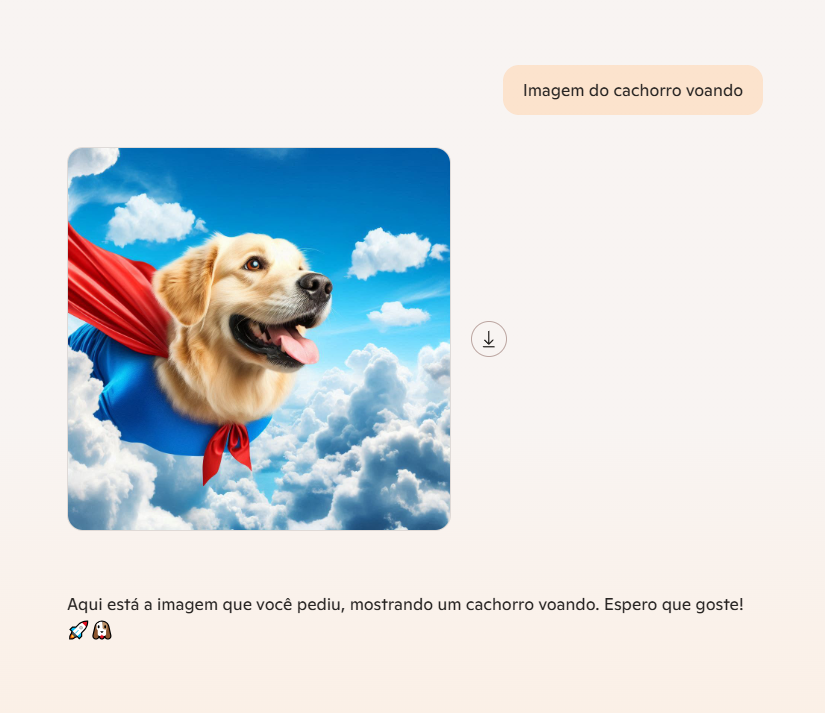 Imagem do cachorro voando
Aqui está a imagem que você pediu, mostrando um cachorro voando. Espero que goste!
🚀🐶